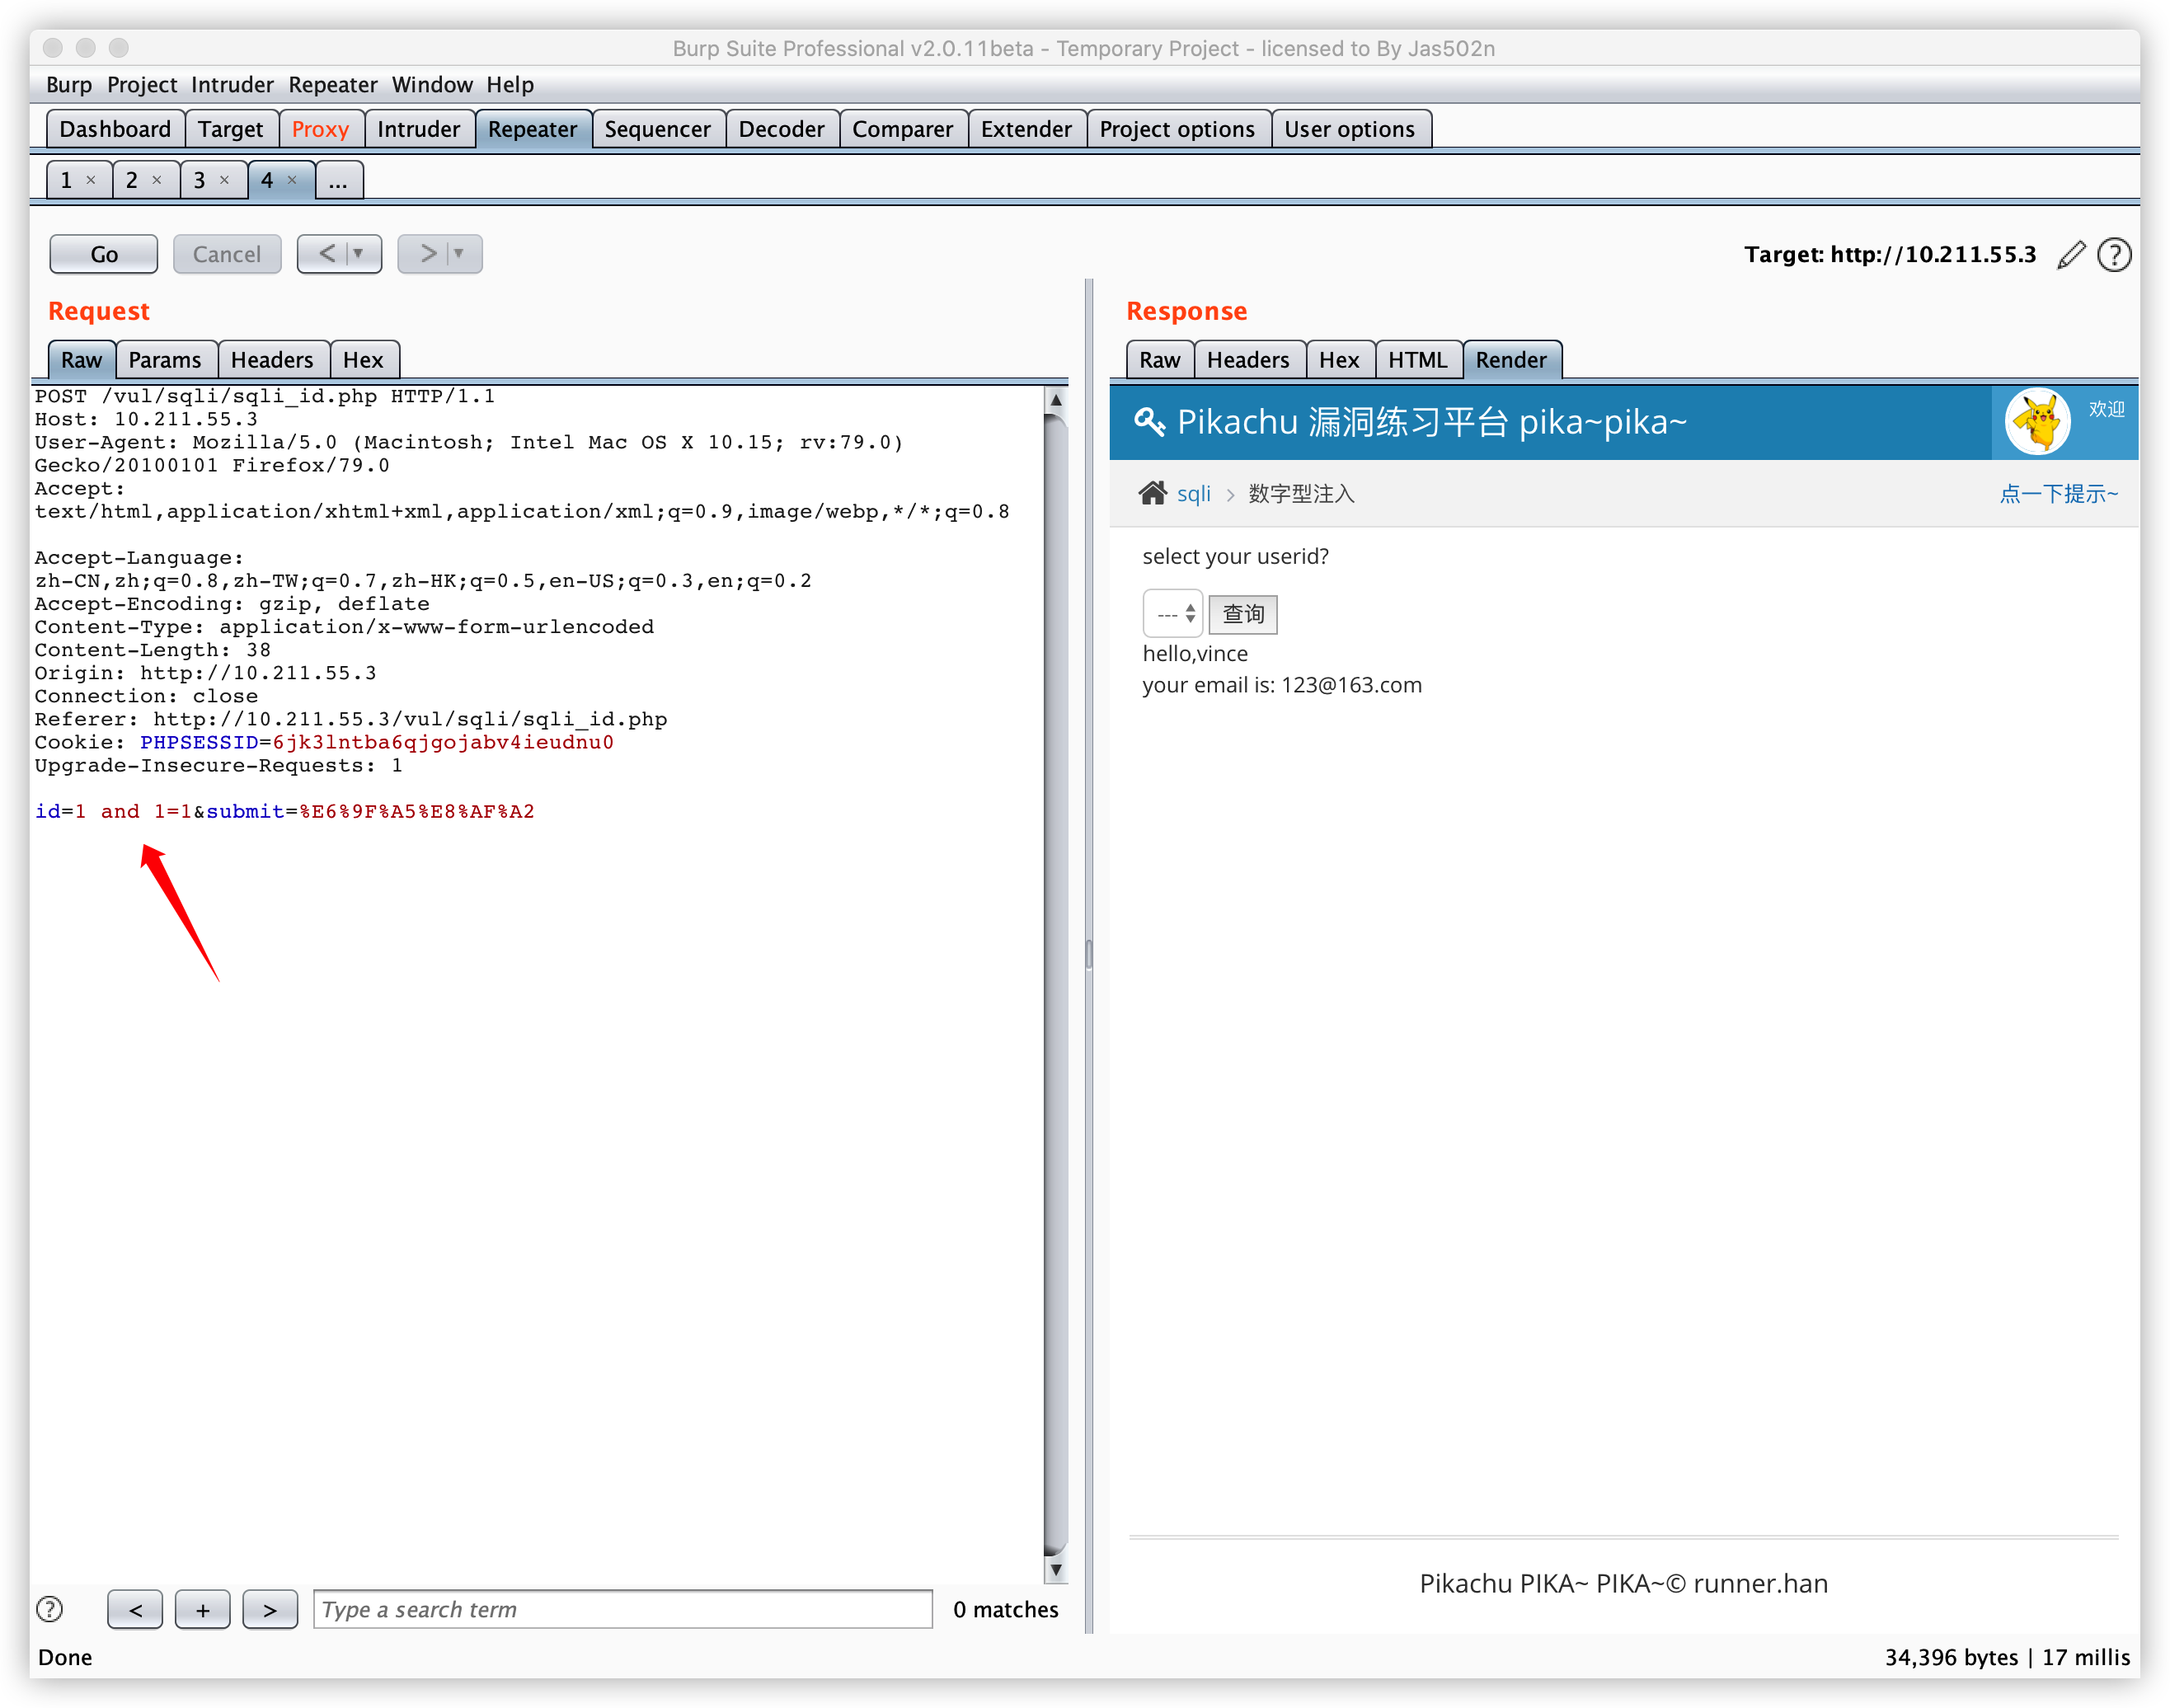 Burp Suite Professional v2.0.11beta - Temporary Project - licensed to By Jas502n
Burp Project Intruder Repeater Window Help
Dashboard Target Proxy Intruder Repeater Sequencer Decoder Comparer Extender Project options User options
1 × 2 × 3 × 4 × ...
Go Cancel < > Target: http://10.211.55.3 ?
Request
Raw Params Headers Hex
POST /vul/sqli/sqli_id.php HTTP/1.1
Host: 10.211.55.3
User-Agent: Mozilla/5.0 (Macintosh; Intel Mac OS X 10.15; rv:79.0)
Gecko/20100101 Firefox/79.0
Accept:
text/html,application/xhtml+xml,application/xml;q=0.9,image/webp,*/*;q=0.8
Accept-Language:
zh-CN,zh;q=0.8,zh-TW;q=0.7,zh-HK;q=0.5,en-US;q=0.3,en;q=0.2
Accept-Encoding: gzip, deflate
Content-Type: application/x-www-form-urlencoded
Content-Length: 38
Origin: http://10.211.55.3
Connection: close
Referer: http://10.211.55.3/vul/sqli/sqli_id.php
Cookie: PHPSESSID=6jk3lntba6qjgojabv4ieudnu0
Upgrade-Insecure-Requests: 1
id=1 and 1=1&submit=%E6%9F%A5%E8%AF%A2
Response
Raw Headers Hex HTML Render
Pikachu 漏洞练习平台 pika~pika~ 欢迎
sqli > 数字型注入 点一下提示~
select your userid?
--- 查询
hello,vince
your email is: 123@163.com
Pikachu PIKA~ PIKA~© runner.han
? < + > Type a search term 0 matches
Done 34,396 bytes | 17 millis